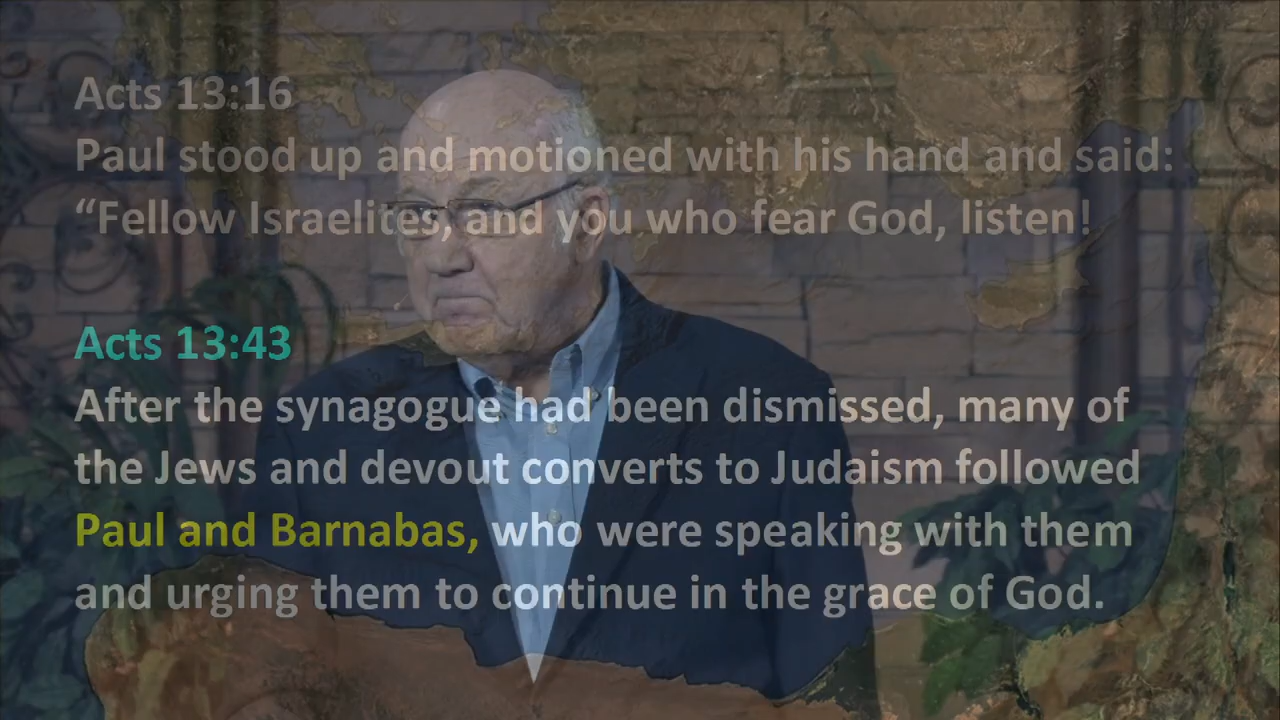 Acts 13:16
Paul stood up and motioned with his hand and said:
“Fellow Israelites, and you who fear God, listen!
Acts 13:43
After the synagogue had been dismissed, many of
the Jews and devout converts to Judaism followed
Paul and Barnabas, who were speaking with them
and urging them to continue in the grace of God.